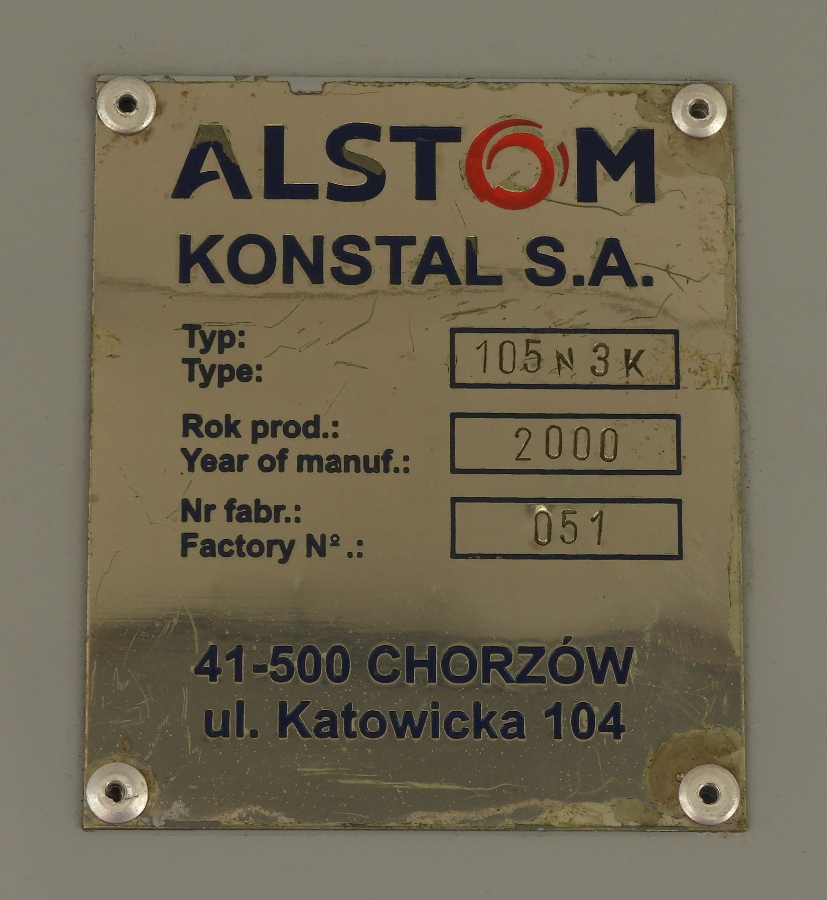 ALSTOM
KONSTAL S.A.
Typ:
Type:
105N3K
Rok prod.:
Year of manuf.:
2000
Nr fabr.:
Factory Nº.:
051
41-500 CHORZÓW
ul. Katowicka 104